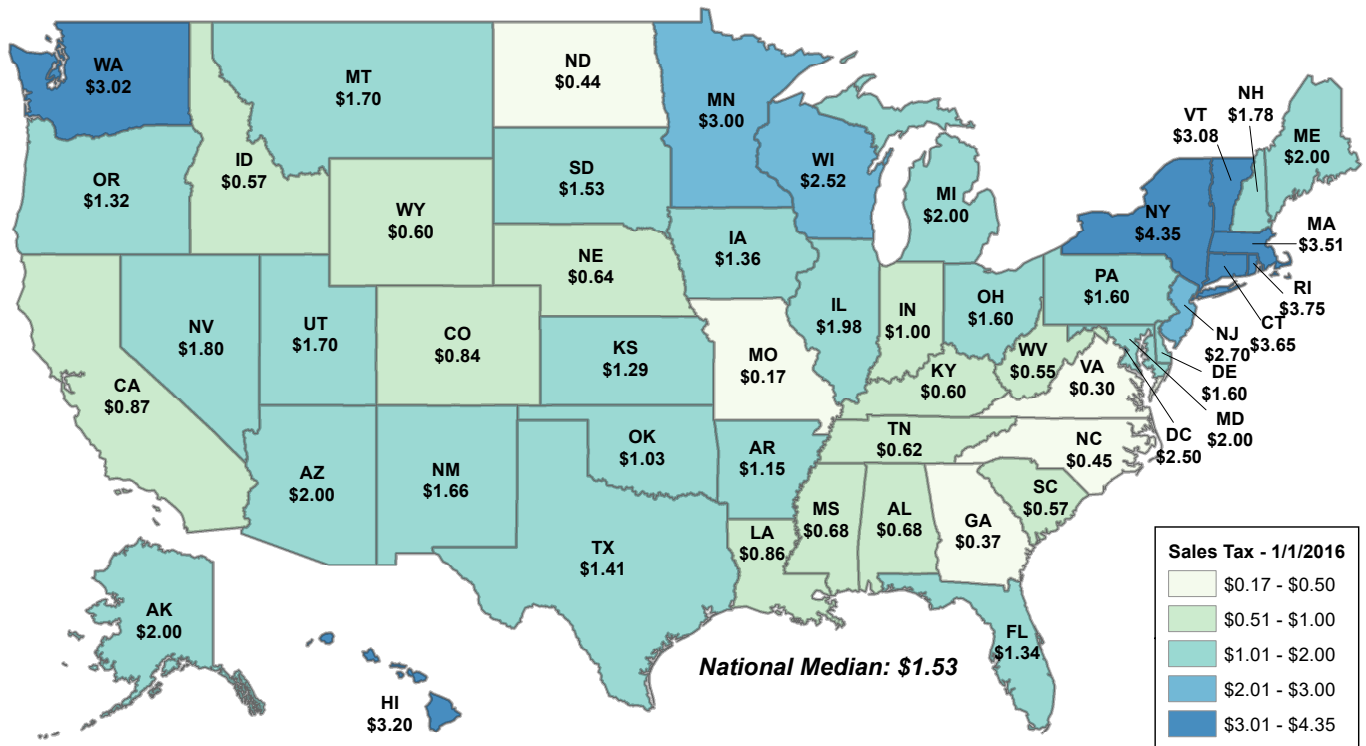 WA
$3.02
MT
$1.70
ND
$0.44
MN
$3.00
NH
$1.78
VT
$3.08
ME
$2.00
ID
$0.57
OR
$1.32
SD
$1.53
WI
$2.52
MI
$2.00
WY
$0.60
NY
$4.35
MA
$3.51
RI
$3.75
CT
$3.65
IA
$1.36
NE
$0.64
PA
$1.60
NJ
$2.70
IL
$1.98
IN
$1.00
OH
$1.60
NV
$1.80
UT
$1.70
CO
$0.84
KS
$1.29
MO
$0.17
KY
$0.60
WV
$0.55
VA
$0.30
DE
$1.60
MD
$2.00
DC
$2.50
CA
$0.87
AZ
$2.00
NM
$1.66
OK
$1.03
AR
$1.15
TN
$0.62
NC
$0.45
SC
$0.57
MS
$0.68
AL
$0.68
GA
$0.37
LA
$0.86
TX
$1.41
FL
$1.34
AK
$2.00
HI
$3.20
National Median: $1.53
Sales Tax - 1/1/2016
$0.17 - $0.50
$0.51 - $1.00
$1.01 - $2.00
$2.01 - $3.00
$3.01 - $4.35